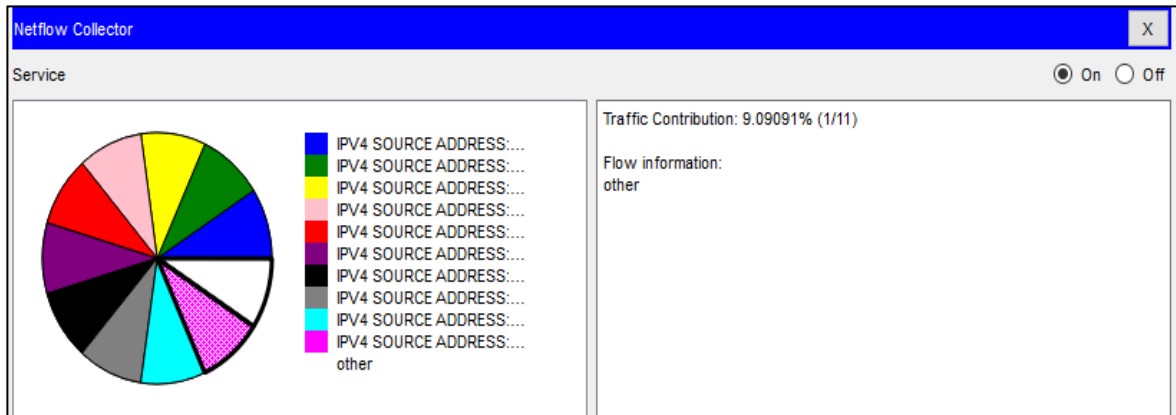 Netflow Collector
X
Service
On
Off
IPV4 SOURCE ADDRESS:...
IPV4 SOURCE ADDRESS:...
IPV4 SOURCE ADDRESS:...
IPV4 SOURCE ADDRESS:...
IPV4 SOURCE ADDRESS:...
IPV4 SOURCE ADDRESS:...
IPV4 SOURCE ADDRESS:...
IPV4 SOURCE ADDRESS:...
IPV4 SOURCE ADDRESS:...
IPV4 SOURCE ADDRESS:...
other
Traffic Contribution: 9.09091% (1/11)
Flow information:
other